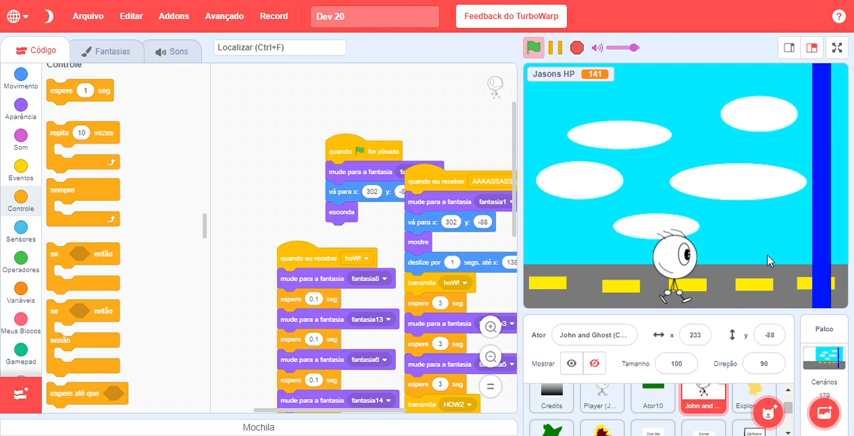 Arquivo Editar Addons Avançado Record Dev 20 Feedback do TurboWarp
Código Fantasias Sons Localizar (Ctrl+F)
Movimento
Aparência
Som
Eventos
Controle
Sensores
Operadores
Variáveis
Meus Blocos
Gamepad
Controle
espere 1 seg
repita 10 vezes
sempre
se então
se então
senão
espere até que
quando for clicado
mude para a fantasia
vá para x: 302 y:
esconda
quando eu receber hoW!
mude para a fantasia fantasia8
espere 0.1 seg
mude para a fantasia fantasia13
espere 0.1 seg
mude para a fantasia fantasia6
espere 0.1 seg
mude para a fantasia fantasia14
quando eu receber
mude para a fantasia fantasia1
vá para x: 302 y: -88
mostre
deslize por 1 segs. até x: 138
transmita hoW!
espere 3 seg
mude para a
espere 3 seg
mude para a
espere 3 seg
transmita HOW2
Mochila
Jasons HP 141
Ator John and Ghost (C... x 233 y -88
Mostrar Tamanho 100 Direção 90
Credits Player (J... Ator10 John and ...
Palco
Cenários